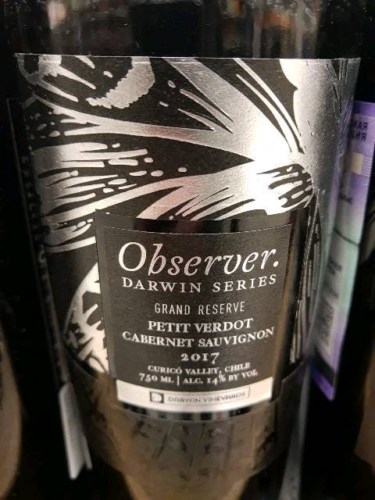 Observer.
DARWIN SERIES
GRAND RESERVE
PETIT VERDOT
CABERNET SAUVIGNON
2017
CURICÓ VALLEY, CHILE
750 ML | ALC. 14% BY VOL
DARWIN VINEYARDS